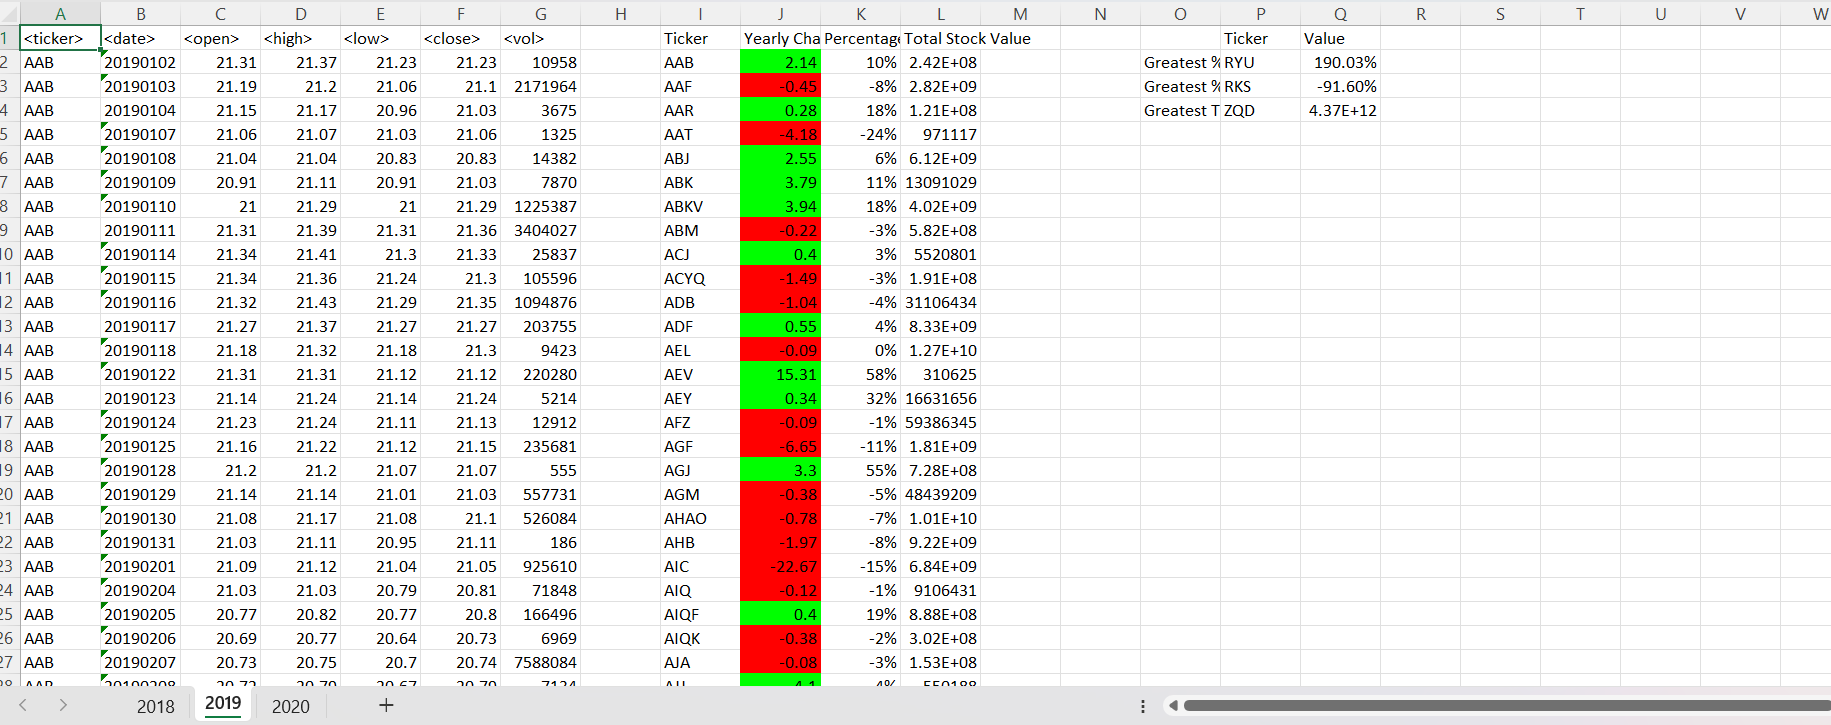 A B C D E F G H I J K L M N O P Q R S T U V W
1 <ticker> <date> <open> <high> <low> <close> <vol> Ticker Yearly Cha Percentage Total Stock Value Ticker Value
2 AAB 20190102 21.31 21.37 21.23 21.23 10958 AAB 2.14 10% 2.42E+08 Greatest % RYU 190.03%
3 AAB 20190103 21.19 21.2 21.06 21.1 2171964 AAF -0.45 -8% 2.82E+09 Greatest % RKS -91.60%
4 AAB 20190104 21.15 21.17 20.96 21.03 3675 AAR 0.28 18% 1.21E+08 Greatest T ZQD 4.37E+12
5 AAB 20190107 21.06 21.07 21.03 21.06 1325 AAT -4.18 -24% 971117
6 AAB 20190108 21.04 21.04 20.83 20.83 14382 ABJ 2.55 6% 6.12E+09
7 AAB 20190109 20.91 21.11 20.91 21.03 7870 ABK 3.79 11% 13091029
8 AAB 20190110 21 21.29 21 21.29 1225387 ABKV 3.94 18% 4.02E+09
9 AAB 20190111 21.31 21.39 21.31 21.36 3404027 ABM -0.22 -3% 5.82E+08
10 AAB 20190114 21.34 21.41 21.3 21.33 25837 ACJ 0.4 3% 5520801
11 AAB 20190115 21.34 21.36 21.24 21.3 105596 ACYQ -1.49 -3% 1.91E+08
12 AAB 20190116 21.32 21.43 21.29 21.35 1094876 ADB -1.04 -4% 31106434
13 AAB 20190117 21.27 21.37 21.27 21.27 203755 ADF 0.55 4% 8.33E+09
14 AAB 20190118 21.18 21.32 21.18 21.3 9423 AEL -0.09 0% 1.27E+10
15 AAB 20190122 21.31 21.31 21.12 21.12 220280 AEV 15.31 58% 310625
16 AAB 20190123 21.14 21.24 21.14 21.24 5214 AEY 0.34 32% 16631656
17 AAB 20190124 21.23 21.24 21.11 21.13 12912 AFZ -0.09 -1% 59386345
18 AAB 20190125 21.16 21.22 21.12 21.15 235681 AGF -6.65 -11% 1.81E+09
19 AAB 20190128 21.2 21.2 21.07 21.07 555 AGJ 3.3 55% 7.28E+08
20 AAB 20190129 21.14 21.14 21.01 21.03 557731 AGM -0.38 -5% 48439209
21 AAB 20190130 21.08 21.17 21.08 21.1 526084 AHAO -0.78 -7% 1.01E+10
22 AAB 20190131 21.03 21.11 20.95 21.11 186 AHB -1.97 -8% 9.22E+09
23 AAB 20190201 21.09 21.12 21.04 21.05 925610 AIC -22.67 -15% 6.84E+09
24 AAB 20190204 21.03 21.03 20.79 20.81 71848 AIQ -0.12 -1% 9106431
25 AAB 20190205 20.77 20.82 20.77 20.8 166496 AIQF 0.4 19% 8.88E+08
26 AAB 20190206 20.69 20.77 20.64 20.73 6969 AIQK -0.38 -2% 3.02E+08
27 AAB 20190207 20.73 20.75 20.7 20.74 7588084 AJA -0.08 -3% 1.53E+08
2018 2019 2020 +